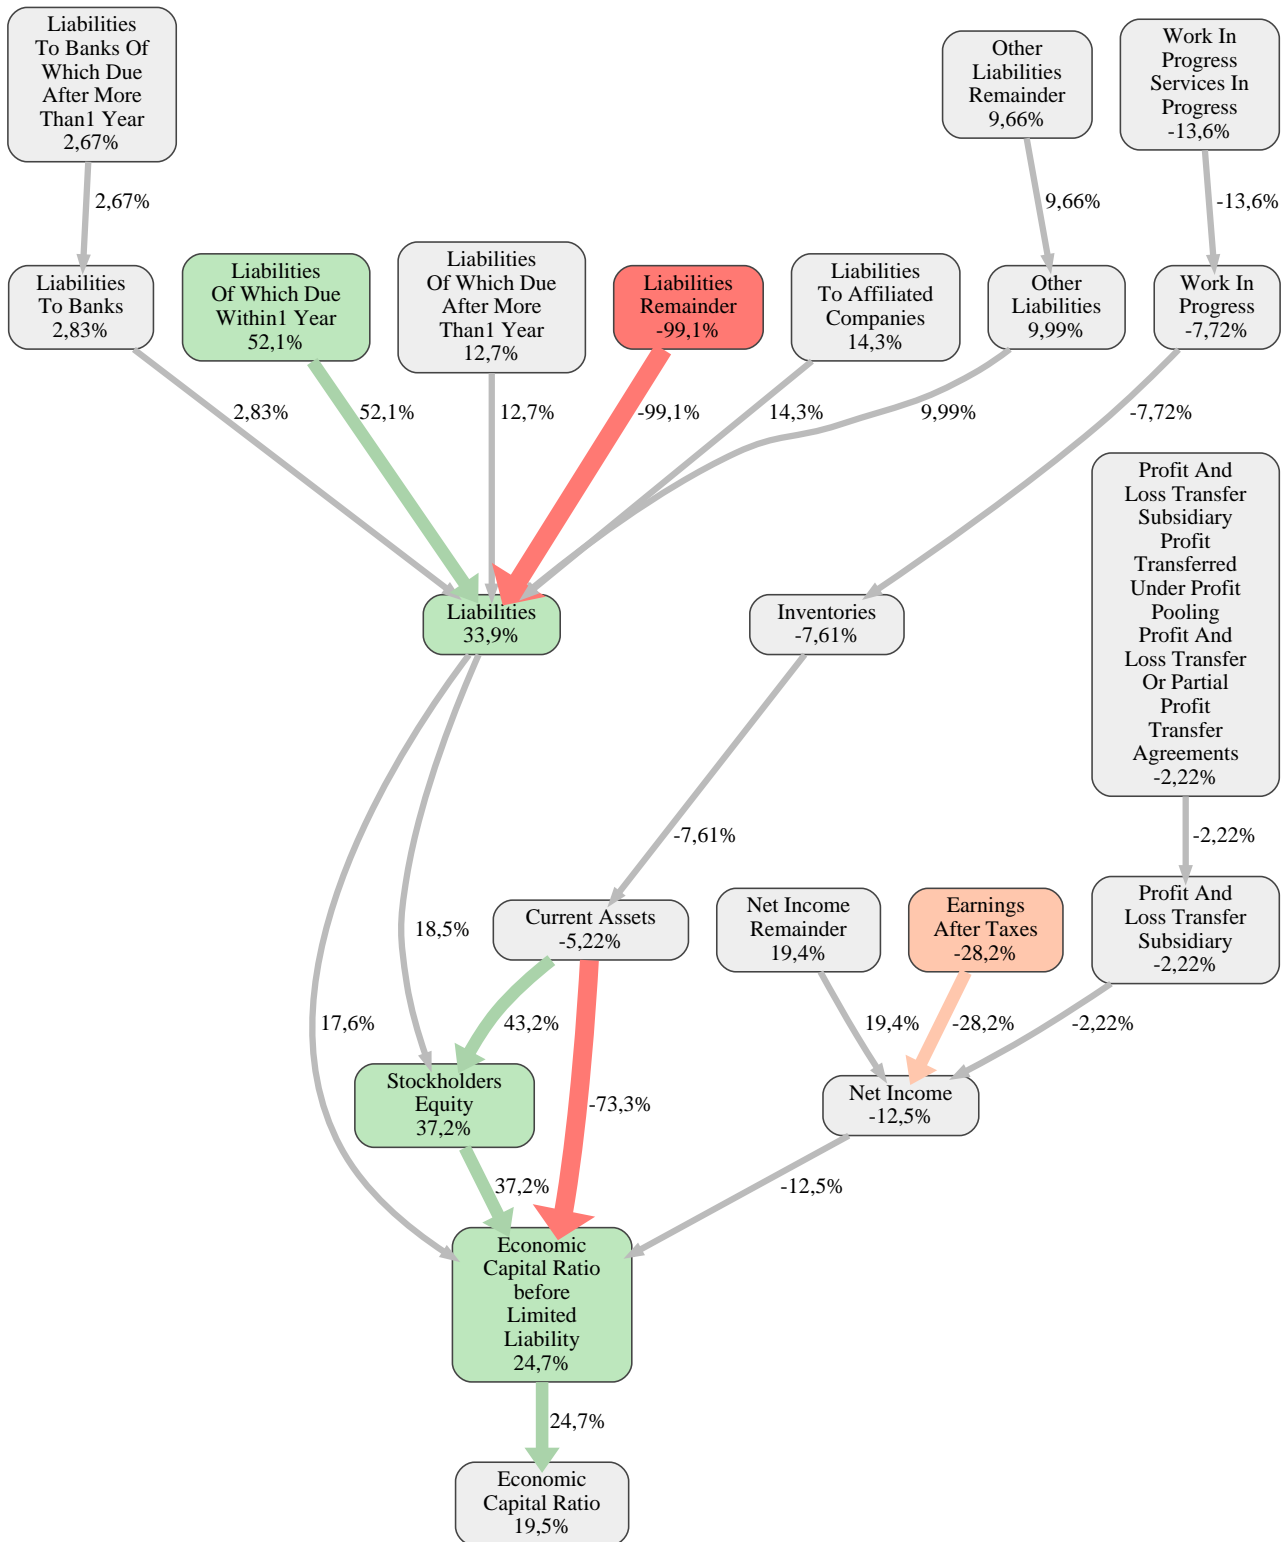 Liabilities
To Banks Of
Which Due
After More
Than1 Year
2,67%
Other
Liabilities
Remainder
9,66%
Work In
Progress
Services In
Progress
-13,6%
2,67%
9,66%
-13,6%
Liabilities
To Banks
2,83%
Liabilities
Of Which Due
Within1 Year
52,1%
Liabilities
Of Which Due
After More
Than1 Year
12,7%
Liabilities
Remainder
-99,1%
Liabilities
To Affiliated
Companies
14,3%
Other
Liabilities
9,99%
Work In
Progress
-7,72%
2,83%
52,1%
12,7%
-99,1%
14,3%
9,99%
-7,72%
Profit And
Loss Transfer
Subsidiary
Profit
Transferred
Under Profit
Pooling
Profit And
Loss Transfer
Or Partial
Profit
Transfer
Agreements
-2,22%
Liabilities
33,9%
Inventories
-7,61%
-7,61%
-2,22%
18,5%
Current Assets
-5,22%
Net Income
Remainder
19,4%
Earnings
After Taxes
-28,2%
Profit And
Loss Transfer
Subsidiary
-2,22%
17,6%
43,2%
19,4%
-28,2%
-2,22%
Stockholders
Equity
37,2%
-73,3%
Net Income
-12,5%
37,2%
-12,5%
Economic
Capital Ratio
before
Limited
Liability
24,7%
24,7%
Economic
Capital Ratio
19,5%